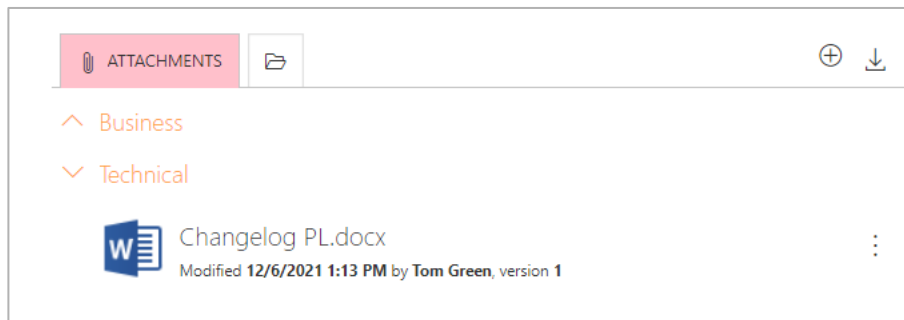 ATTACHMENTS
Business
Technical
W
Changelog PL.docx
Modified 12/6/2021 1:13 PM by Tom Green, version 1